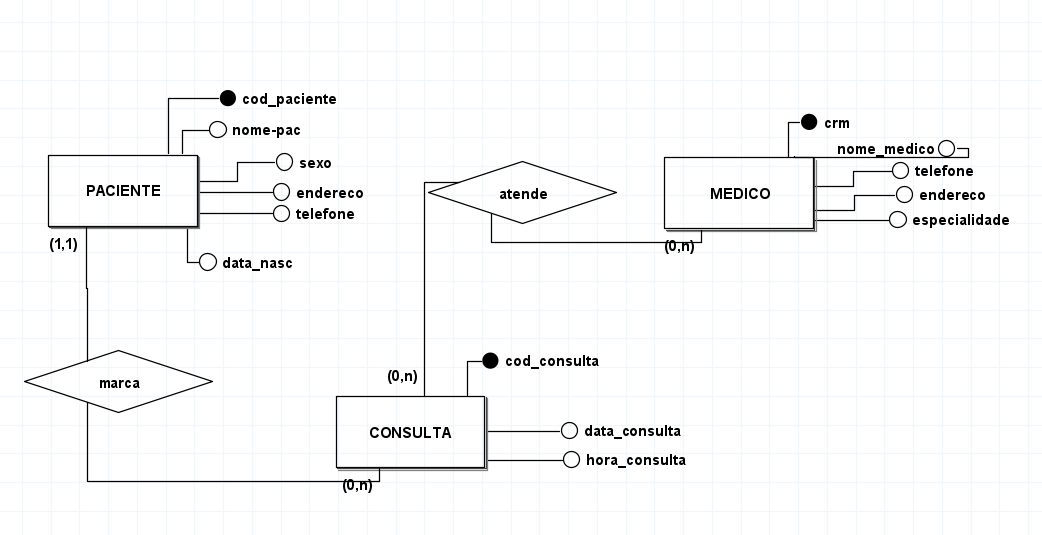 cod_paciente
nome-pac
sexo
endereco
telefone
PACIENTE
(1,1)
data_nasc
marca
atende
crm
nome_medico
telefone
endereco
especialidade
MEDICO
(0,n)
(0,n)
cod_consulta
CONSULTA
data_consulta
hora_consulta
(0,n)